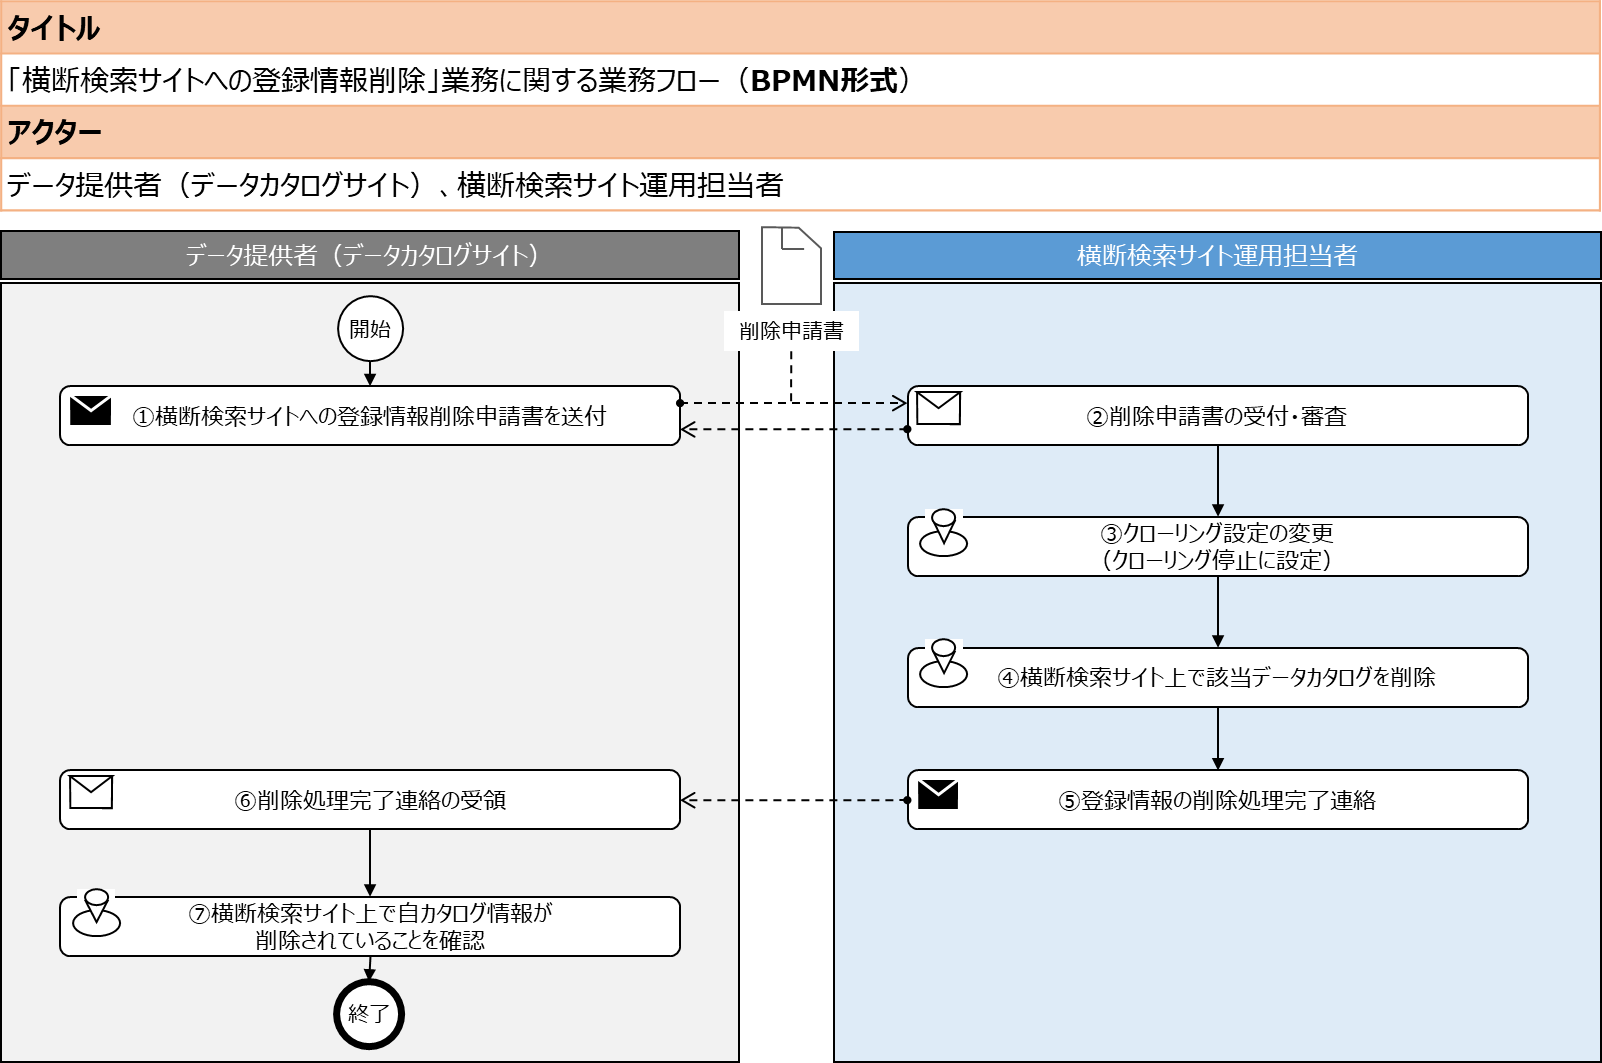 タイトル
「横断検索サイトへの登録情報削除」業務に関する業務フロー（BPMN形式）
アクター
データ提供者（データカタログサイト）、横断検索サイト運用担当者
データ提供者（データカタログサイト）
横断検索サイト運用担当者
開始
削除申請書
①横断検索サイトへの登録情報削除申請書を送付
②削除申請書の受付・審査
③クローリング設定の変更
（クローリング停止に設定）
④横断検索サイト上で該当データカタログを削除
⑥削除処理完了連絡の受領
⑤登録情報の削除処理完了連絡
⑦横断検索サイト上で自カタログ情報が
削除されていることを確認
終了